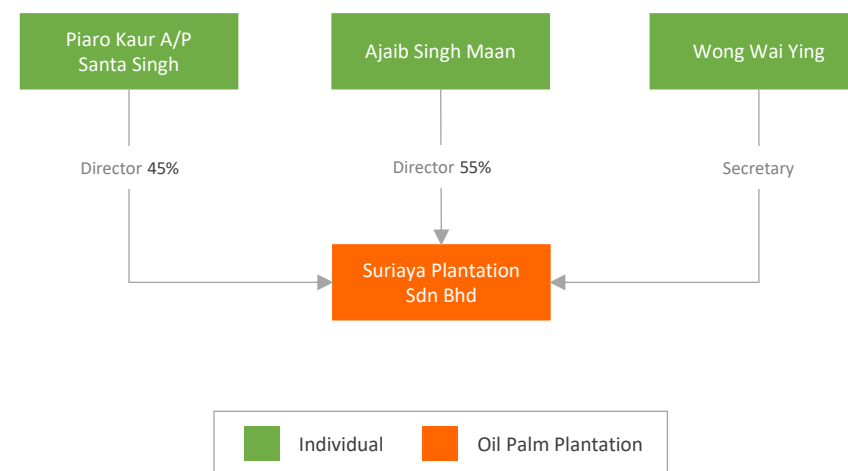 Piaro Kaur A/P
Santa Singh
Ajaib Singh Maan
Wong Wai Ying
Director 45%
Director 55%
Secretary
Suriaya Plantation
Sdn Bhd
Individual
Oil Palm Plantation